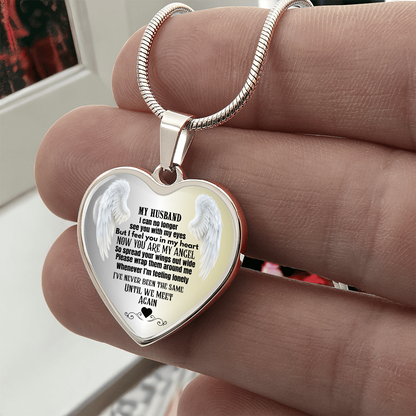 MY HUSBAND
I can no longer
see you with my eyes
But I feel you in my heart
NOW YOU ARE MY ANGEL
So spread your wings out wide
Please wrap them around me
Whenever I'm feeling lonely
I'VE NEVER BEEN THE SAME
UNTIL WE MEET
AGAIN